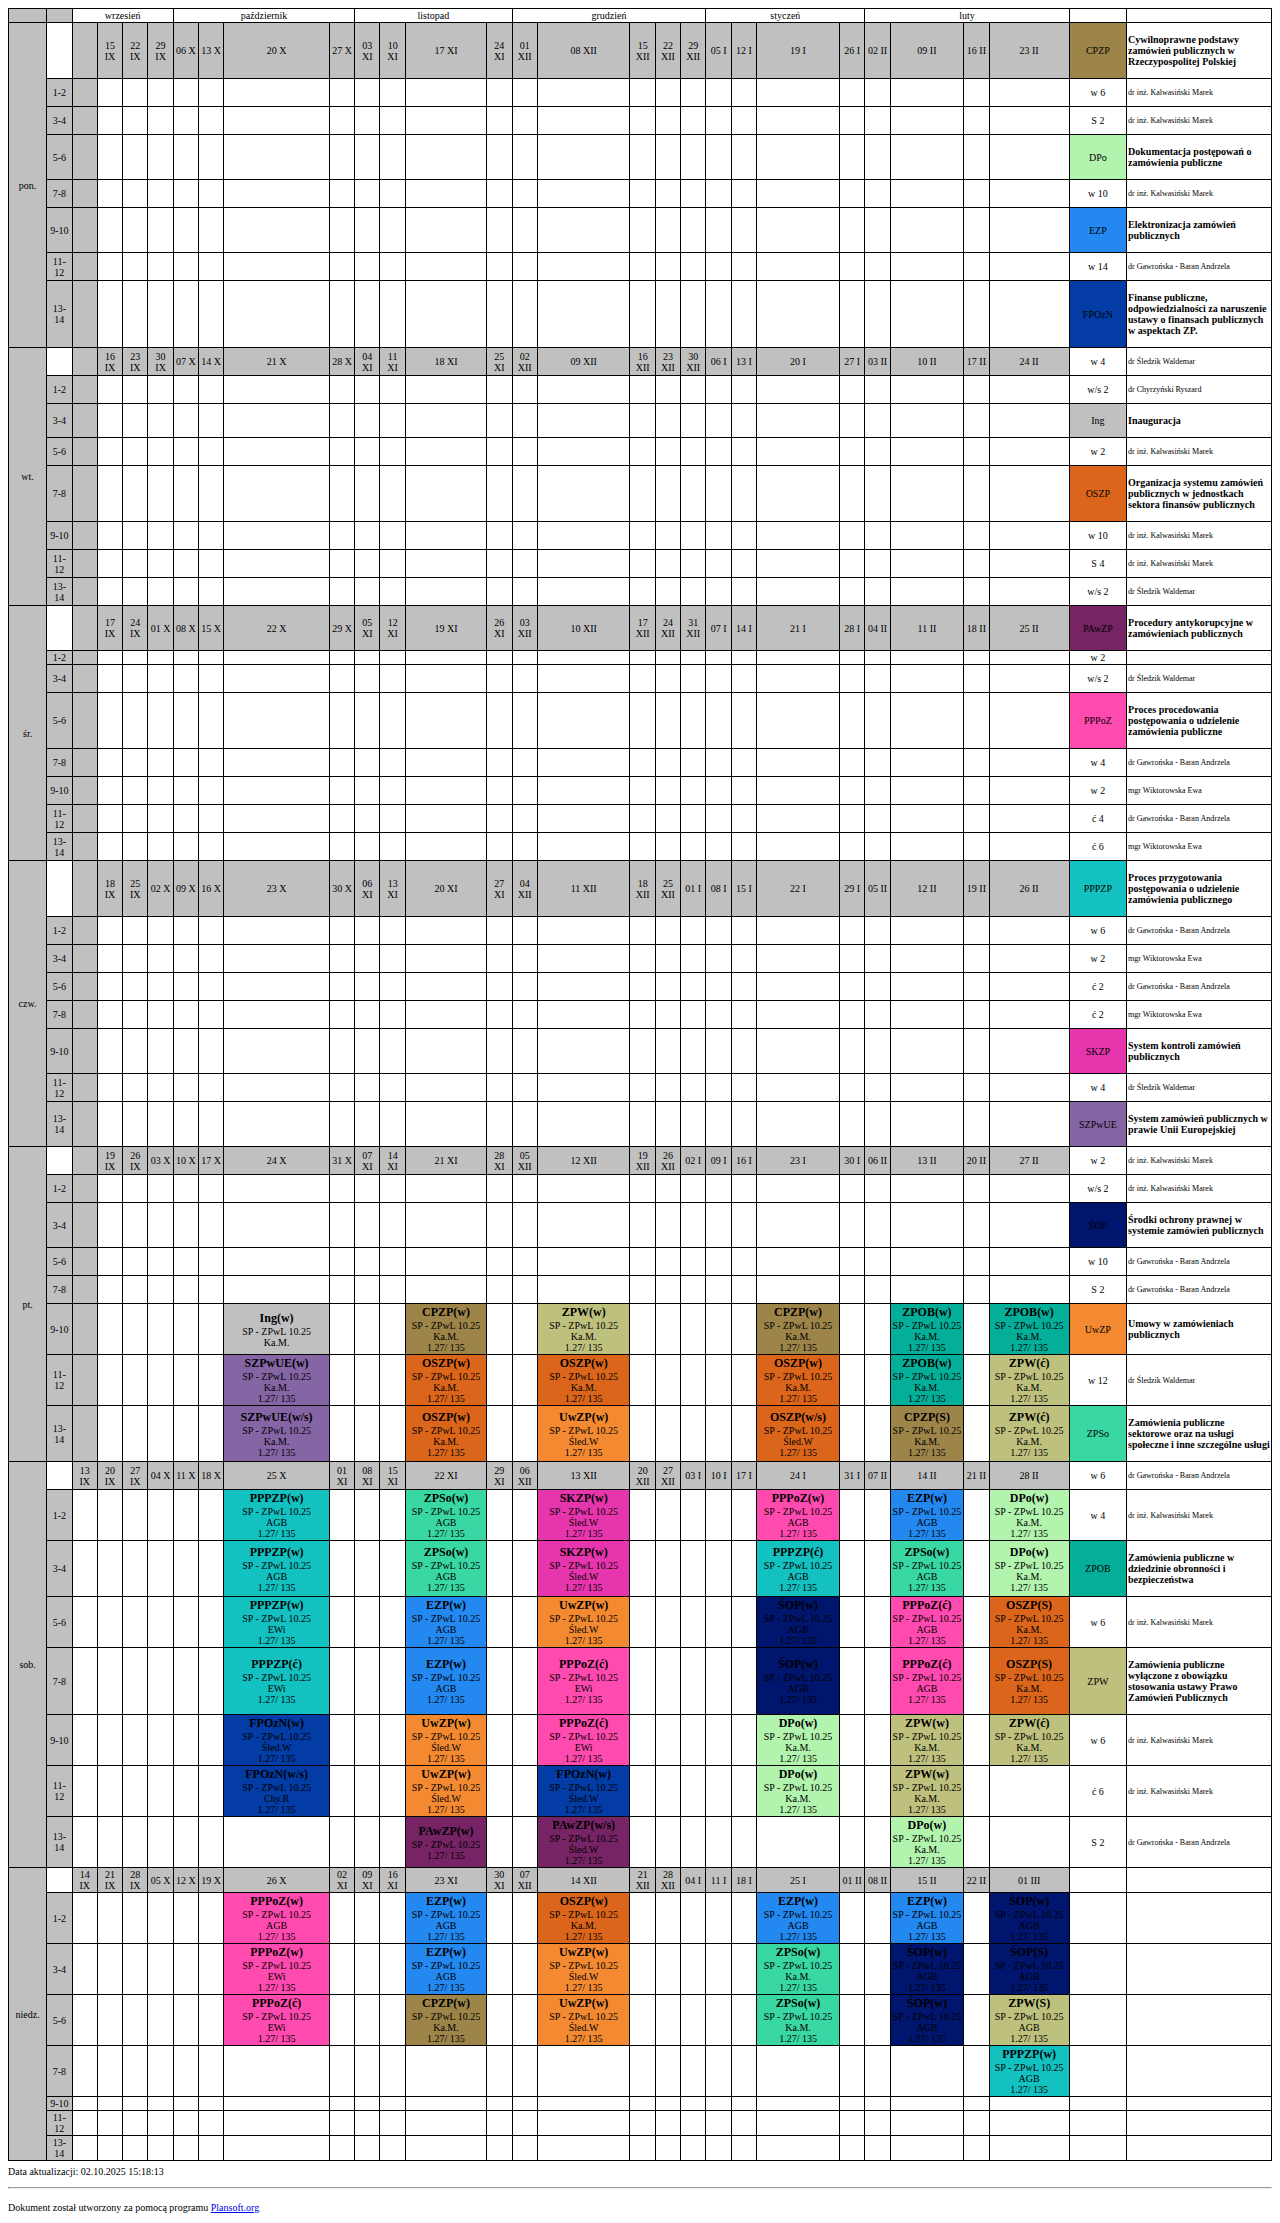 wrzesień październik listopad grudzień styczeń luty
pon. 15 IX 22 IX 29 IX 06 X 13 X 20 X 27 X 03 XI 10 XI 17 XI 24 XI 01 XII 08 XII 15 XII 22 XII 29 XII 05 I 12 I 19 I 26 I 02 II 09 II 16 II 23 II CPZP Cywilnoprawne podstawy zamówień publicznych w Rzeczypospolitej Polskiej
1-2 w 6 dr inż. Kalwasiński Marek
3-4 S 2 dr inż. Kalwasiński Marek
5-6 DPo Dokumentacja postępowań o zamówienia publiczne
7-8 w 10 dr inż. Kalwasiński Marek
9-10 EZP Elektronizacja zamówień publicznych
11-12 w 14 dr Gawrońska - Baran Andrzela
13-14 FPOzN Finanse publiczne, odpowiedzialności za naruszenie ustawy o finansach publicznych w aspektach ZP.
wt. 16 IX 23 IX 30 IX 07 X 14 X 21 X 28 X 04 XI 11 XI 18 XI 25 XI 02 XII 09 XII 16 XII 23 XII 30 XII 06 I 13 I 20 I 27 I 03 II 10 II 17 II 24 II w 4 dr Śledzik Waldemar
1-2 w/s 2 dr Chyrzyński Ryszard
3-4 Ing Inauguracja
5-6 w 2 dr inż. Kalwasiński Marek
7-8 OSZP Organizacja systemu zamówień publicznych w jednostkach sektora finansów publicznych
9-10 w 10 dr inż. Kalwasiński Marek
11-12 S 4 dr inż. Kalwasiński Marek
13-14 w/s 2 dr Śledzik Waldemar
śr. 17 IX 24 IX 01 X 08 X 15 X 22 X 29 X 05 XI 12 XI 19 XI 26 XI 03 XII 10 XII 17 XII 24 XII 31 XII 07 I 14 I 21 I 28 I 04 II 11 II 18 II 25 II PAwZP Procedury antykorupcyjne w zamówieniach publicznych
1-2 w 2
3-4 w/s 2 dr Śledzik Waldemar
5-6 PPPoZ Proces procedowania postępowania o udzielenie zamówienia publiczne
7-8 w 4 dr Gawrońska - Baran Andrzela
9-10 w 2 mgr Wiktorowska Ewa
11-12 ć 4 dr Gawrońska - Baran Andrzela
13-14 ć 6 mgr Wiktorowska Ewa
czw. 18 IX 25 IX 02 X 09 X 16 X 23 X 30 X 06 XI 13 XI 20 XI 27 XI 04 XII 11 XII 18 XII 25 XII 01 I 08 I 15 I 22 I 29 I 05 II 12 II 19 II 26 II PPPZP Proces przygotowania postępowania o udzielenie zamówienia publicznego
1-2 w 6 dr Gawrońska - Baran Andrzela
3-4 w 2 mgr Wiktorowska Ewa
5-6 ć 2 dr Gawrońska - Baran Andrzela
7-8 ć 2 mgr Wiktorowska Ewa
9-10 SKZP System kontroli zamówień publicznych
11-12 w 4 dr Śledzik Waldemar
13-14 SZPwUE System zamówień publicznych w prawie Unii Europejskiej
pt. 19 IX 26 IX 03 X 10 X 17 X 24 X 31 X 07 XI 14 XI 21 XI 28 XI 05 XII 12 XII 19 XII 26 XII 02 I 09 I 16 I 23 I 30 I 06 II 13 II 20 II 27 II w 2 dr inż. Kalwasiński Marek
1-2 w/s 2 dr inż. Kalwasiński Marek
3-4 ŚOP Środki ochrony prawnej w systemie zamówień publicznych
5-6 w 10 dr Gawrońska - Baran Andrzela
7-8 S 2 dr Gawrońska - Baran Andrzela
9-10 Ing(w) SP - ZPwL 10.25 Ka.M. CPZP(w) SP - ZPwL 10.25 Ka.M. 1.27/ 135 ZPW(w) SP - ZPwL 10.25 Ka.M. 1.27/ 135 CPZP(w) SP - ZPwL 10.25 Ka.M. 1.27/ 135 ZPOB(w) SP - ZPwL 10.25 Ka.M. 1.27/ 135 ZPOB(w) SP - ZPwL 10.25 Ka.M. 1.27/ 135 UwZP Umowy w zamówieniach publicznych
11-12 SZPwUE(w) SP - ZPwL 10.25 Ka.M. 1.27/ 135 OSZP(w) SP - ZPwL 10.25 Ka.M. 1.27/ 135 OSZP(w) SP - ZPwL 10.25 Ka.M. 1.27/ 135 OSZP(w) SP - ZPwL 10.25 Ka.M. 1.27/ 135 ZPOB(w) SP - ZPwL 10.25 Ka.M. 1.27/ 135 ZPW(ć) SP - ZPwL 10.25 Ka.M. 1.27/ 135 w 12 dr Śledzik Waldemar
13-14 SZPwUE(w/s) SP - ZPwL 10.25 Ka.M. 1.27/ 135 OSZP(w) SP - ZPwL 10.25 Ka.M. 1.27/ 135 UwZP(w) SP - ZPwL 10.25 Śled.W 1.27/ 135 OSZP(w/s) SP - ZPwL 10.25 Śled.W 1.27/ 135 CPZP(S) SP - ZPwL 10.25 Ka.M. 1.27/ 135 ZPW(ć) SP - ZPwL 10.25 Ka.M. 1.27/ 135 ZPSo Zamówienia publiczne sektorowe oraz na usługi społeczne i inne szczególne usługi
sob. 13 IX 20 IX 27 IX 04 X 11 X 18 X 25 X 01 XI 08 XI 15 XI 22 XI 29 XI 06 XII 13 XII 20 XII 27 XII 03 I 10 I 17 I 24 I 31 I 07 II 14 II 21 II 28 II w 6 dr Gawrońska - Baran Andrzela
1-2 PPPZP(w) SP - ZPwL 10.25 AGB 1.27/ 135 ZPSo(w) SP - ZPwL 10.25 AGB 1.27/ 135 SKZP(w) SP - ZPwL 10.25 Śled.W 1.27/ 135 PPPoZ(w) SP - ZPwL 10.25 AGB 1.27/ 135 EZP(w) SP - ZPwL 10.25 AGB 1.27/ 135 DPo(w) SP - ZPwL 10.25 Ka.M. 1.27/ 135 w 4 dr inż. Kalwasiński Marek
3-4 PPPZP(w) SP - ZPwL 10.25 AGB 1.27/ 135 ZPSo(w) SP - ZPwL 10.25 AGB 1.27/ 135 SKZP(w) SP - ZPwL 10.25 Śled.W 1.27/ 135 PPPZP(ć) SP - ZPwL 10.25 AGB 1.27/ 135 ZPSo(w) SP - ZPwL 10.25 AGB 1.27/ 135 DPo(w) SP - ZPwL 10.25 Ka.M. 1.27/ 135 ZPOB Zamówienia publiczne w dziedzinie obronności i bezpieczeństwa
5-6 PPPZP(w) SP - ZPwL 10.25 EWi 1.27/ 135 EZP(w) SP - ZPwL 10.25 AGB 1.27/ 135 UwZP(w) SP - ZPwL 10.25 Śled.W 1.27/ 135 ŚOP(w) SP - ZPwL 10.25 AGB 1.27/ 135 PPPoZ(ć) SP - ZPwL 10.25 AGB 1.27/ 135 OSZP(S) SP - ZPwL 10.25 Ka.M. 1.27/ 135 w 6 dr inż. Kalwasiński Marek
7-8 PPPZP(ć) SP - ZPwL 10.25 EWi 1.27/ 135 EZP(w) SP - ZPwL 10.25 AGB 1.27/ 135 PPPoZ(ć) SP - ZPwL 10.25 EWi 1.27/ 135 ŚOP(w) SP - ZPwL 10.25 AGB 1.27/ 135 PPPoZ(ć) SP - ZPwL 10.25 AGB 1.27/ 135 OSZP(S) SP - ZPwL 10.25 Ka.M. 1.27/ 135 ZPW Zamówienia publiczne wyłączone z obowiązku stosowania ustawy Prawo Zamówień Publicznych
9-10 FPOzN(w) SP - ZPwL 10.25 Śled.W 1.27/ 135 UwZP(w) SP - ZPwL 10.25 Śled.W 1.27/ 135 PPPoZ(ć) SP - ZPwL 10.25 EWi 1.27/ 135 DPo(w) SP - ZPwL 10.25 Ka.M. 1.27/ 135 ZPW(w) SP - ZPwL 10.25 Ka.M. 1.27/ 135 ZPW(ć) SP - ZPwL 10.25 Ka.M. 1.27/ 135 w 6 dr inż. Kalwasiński Marek
11-12 FPOzN(w/s) SP - ZPwL 10.25 Chy.R 1.27/ 135 UwZP(w) SP - ZPwL 10.25 Śled.W 1.27/ 135 FPOzN(w) SP - ZPwL 10.25 Śled.W 1.27/ 135 DPo(w) SP - ZPwL 10.25 Ka.M. 1.27/ 135 ZPW(w) SP - ZPwL 10.25 Ka.M. 1.27/ 135 ć 6 dr inż. Kalwasiński Marek
13-14 PAwZP(w) SP - ZPwL 10.25 1.27/ 135 PAwZP(w/s) SP - ZPwL 10.25 Śled.W 1.27/ 135 DPo(w) SP - ZPwL 10.25 Ka.M. 1.27/ 135 S 2 dr Gawrońska - Baran Andrzela
niedz. 14 IX 21 IX 28 IX 05 X 12 X 19 X 26 X 02 XI 09 XI 16 XI 23 XI 30 XI 07 XII 14 XII 21 XII 28 XII 04 I 11 I 18 I 25 I 01 II 08 II 15 II 22 II 01 III
1-2 PPPoZ(w) SP - ZPwL 10.25 AGB 1.27/ 135 EZP(w) SP - ZPwL 10.25 AGB 1.27/ 135 OSZP(w) SP - ZPwL 10.25 Ka.M. 1.27/ 135 EZP(w) SP - ZPwL 10.25 AGB 1.27/ 135 EZP(w) SP - ZPwL 10.25 AGB 1.27/ 135 ŚOP(w) SP - ZPwL 10.25 AGB 1.27/ 135
3-4 PPPoZ(w) SP - ZPwL 10.25 EWi 1.27/ 135 EZP(w) SP - ZPwL 10.25 AGB 1.27/ 135 UwZP(w) SP - ZPwL 10.25 Śled.W 1.27/ 135 ZPSo(w) SP - ZPwL 10.25 Ka.M. 1.27/ 135 ŚOP(w) SP - ZPwL 10.25 AGB 1.27/ 135 ŚOP(S) SP - ZPwL 10.25 AGB 1.27/ 135
5-6 PPPoZ(ć) SP - ZPwL 10.25 EWi 1.27/ 135 CPZP(w) SP - ZPwL 10.25 Ka.M. 1.27/ 135 UwZP(w) SP - ZPwL 10.25 Śled.W 1.27/ 135 ZPSo(w) SP - ZPwL 10.25 Ka.M. 1.27/ 135 ŚOP(w) SP - ZPwL 10.25 AGB 1.27/ 135 ZPW(S) SP - ZPwL 10.25 AGB 1.27/ 135
7-8 PPPZP(w) SP - ZPwL 10.25 AGB 1.27/ 135
9-10
11-12
13-14
Data aktualizacji: 02.10.2025 15:18:13
Dokument został utworzony za pomocą programu Plansoft.org